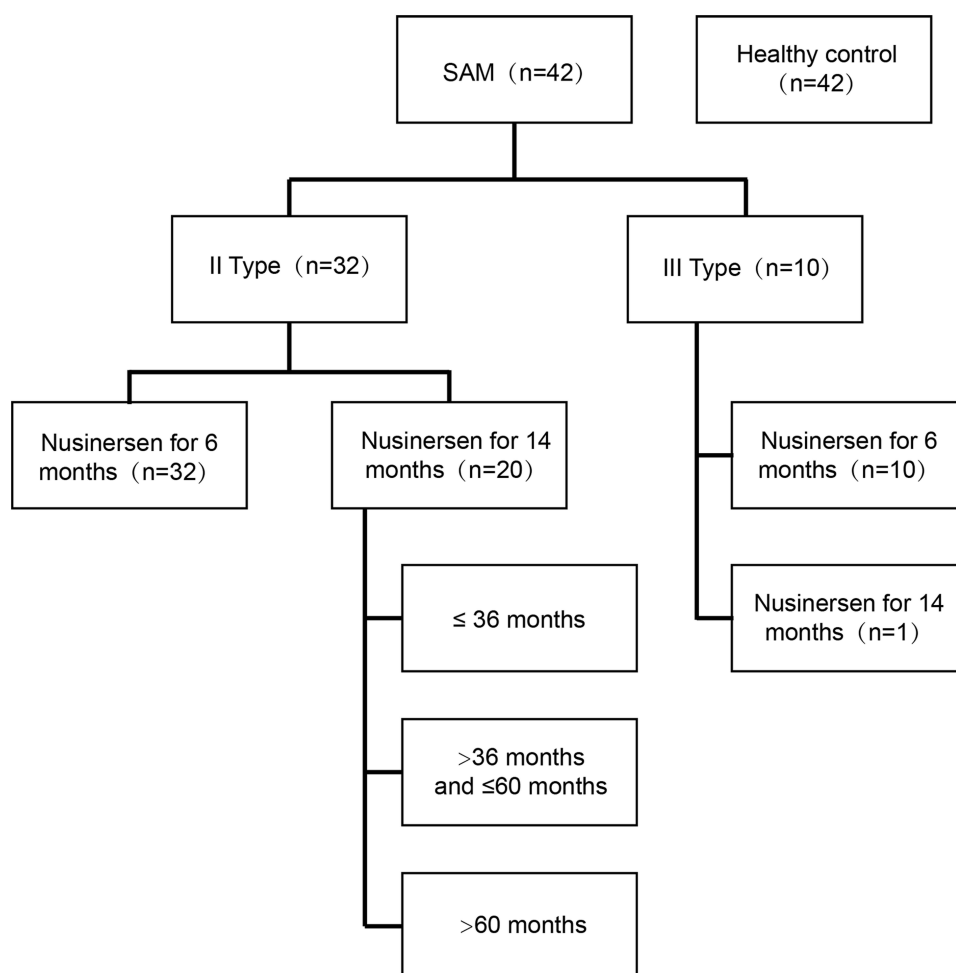 SAM（n=42）
Healthy control
（n=42）
II Type（n=32）
III Type（n=10）
Nusinersen for 6
months（n=32）
Nusinersen for 14
months（n=20）
Nusinersen for 6
months（n=10）
≤ 36 months
Nusinersen for 14
months（n=1）
>36 months
and ≤60 months
>60 months